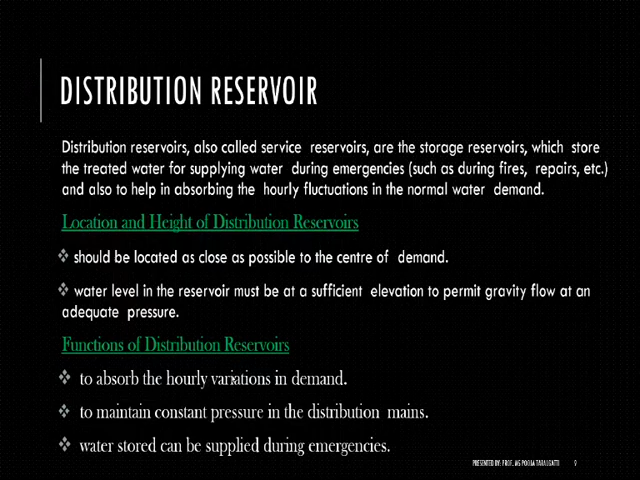 DISTRIBUTION RESERVOIR
Distribution reservoirs, also called service reservoirs, are the storage reservoirs, which store
the treated water for supplying water during emergencies (such as during fires, repairs, etc.)
and also to help in absorbing the hourly fluctuations in the normal water demand.
Location and Height of Distribution Reservoirs
❖ should be located as close as possible to the centre of demand.
❖ water level in the reservoir must be at a sufficient elevation to permit gravity flow at an
adequate pressure.
Functions of Distribution Reservoirs
❖ to absorb the hourly variations in demand.
❖ to maintain constant pressure in the distribution mains.
❖ water stored can be supplied during emergencies.
PRESENTED BY: PROF. MS POOJA TARALGATTI 9